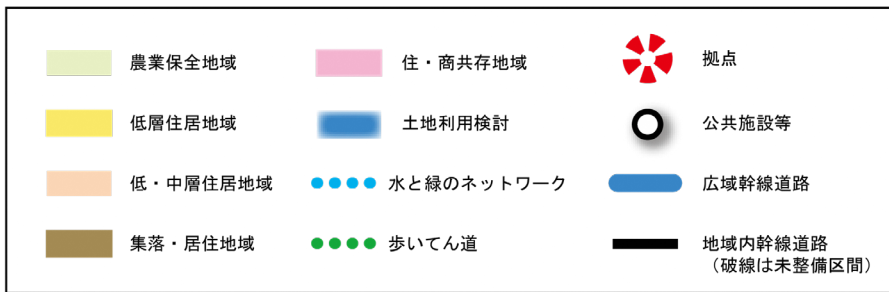 農業保全地域
低層住居地域
低・中層住居地域
集落・居住地域
住・商共存地域
土地利用検討
水と緑のネットワーク
歩いてん道
拠点
公共施設等
広域幹線道路
地域内幹線道路
（破線は未整備区間）